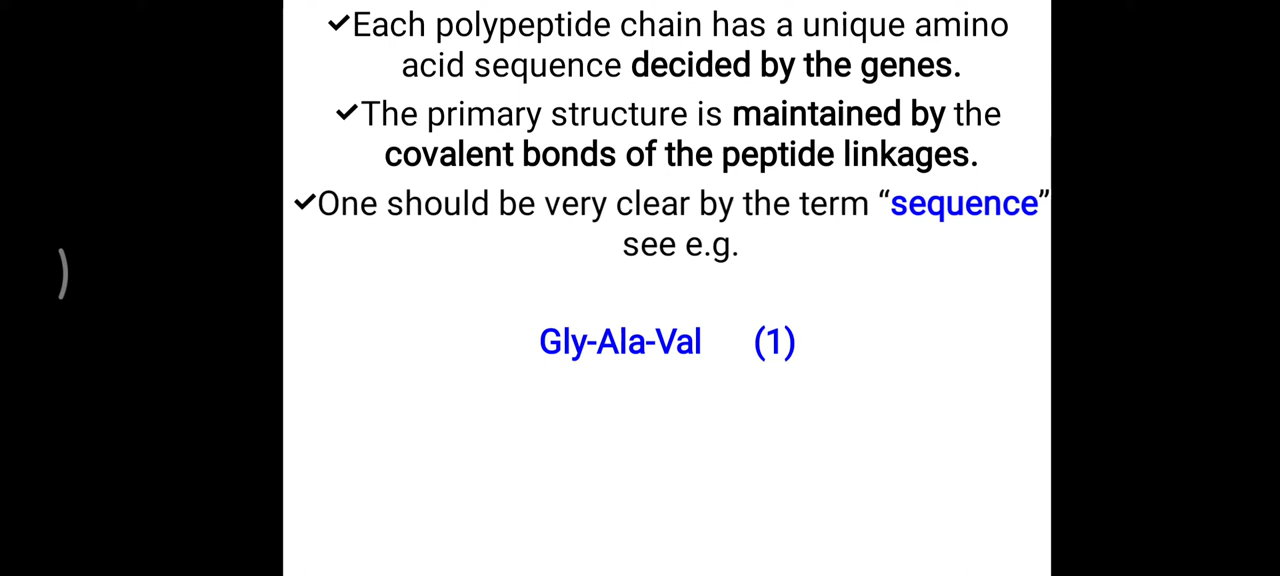 ✓Each polypeptide chain has a unique amino
acid sequence decided by the genes.
✓The primary structure is maintained by the
covalent bonds of the peptide linkages.
✓One should be very clear by the term “sequence”
see e.g.
Gly-Ala-Val (1)